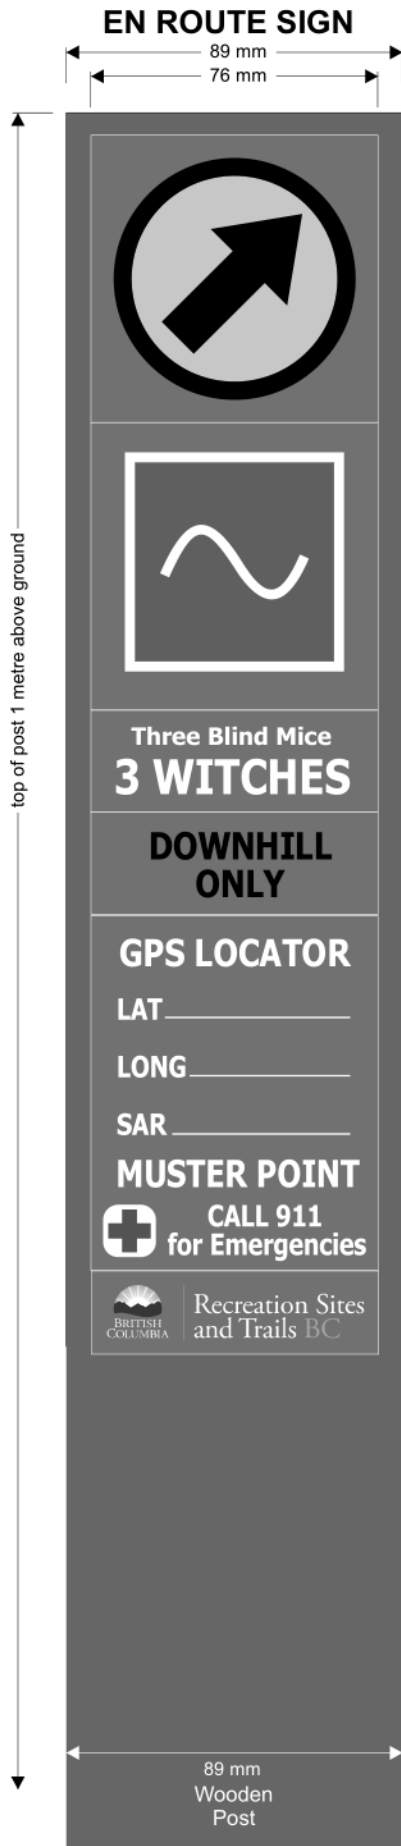 EN ROUTE SIGN
89 mm
76 mm
top of post 1 metre above ground
Three Blind Mice
3 WITCHES
DOWNHILL
ONLY
GPS LOCATOR
LAT
LONG
SAR
MUSTER POINT
CALL 911
for Emergencies
BRITISH
COLUMBIA
Recreation Sites
and Trails BC
89 mm
Wooden
Post